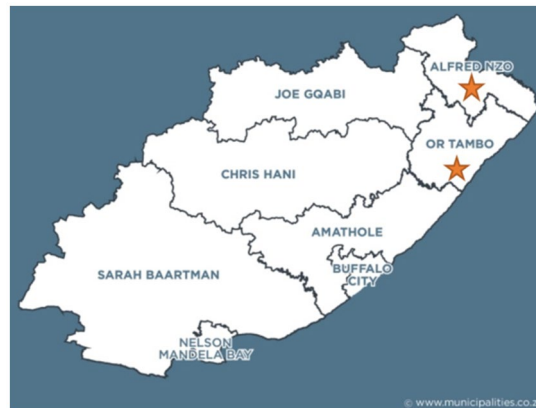 ALFRED NZO
JOE GQABI
OR TAMBO
CHRIS HANI
AMATHOLE
SARAH BAARTMAN
BUFFALO
CITY
NELSON
MANDELA BAY
© www.municipalities.co.z